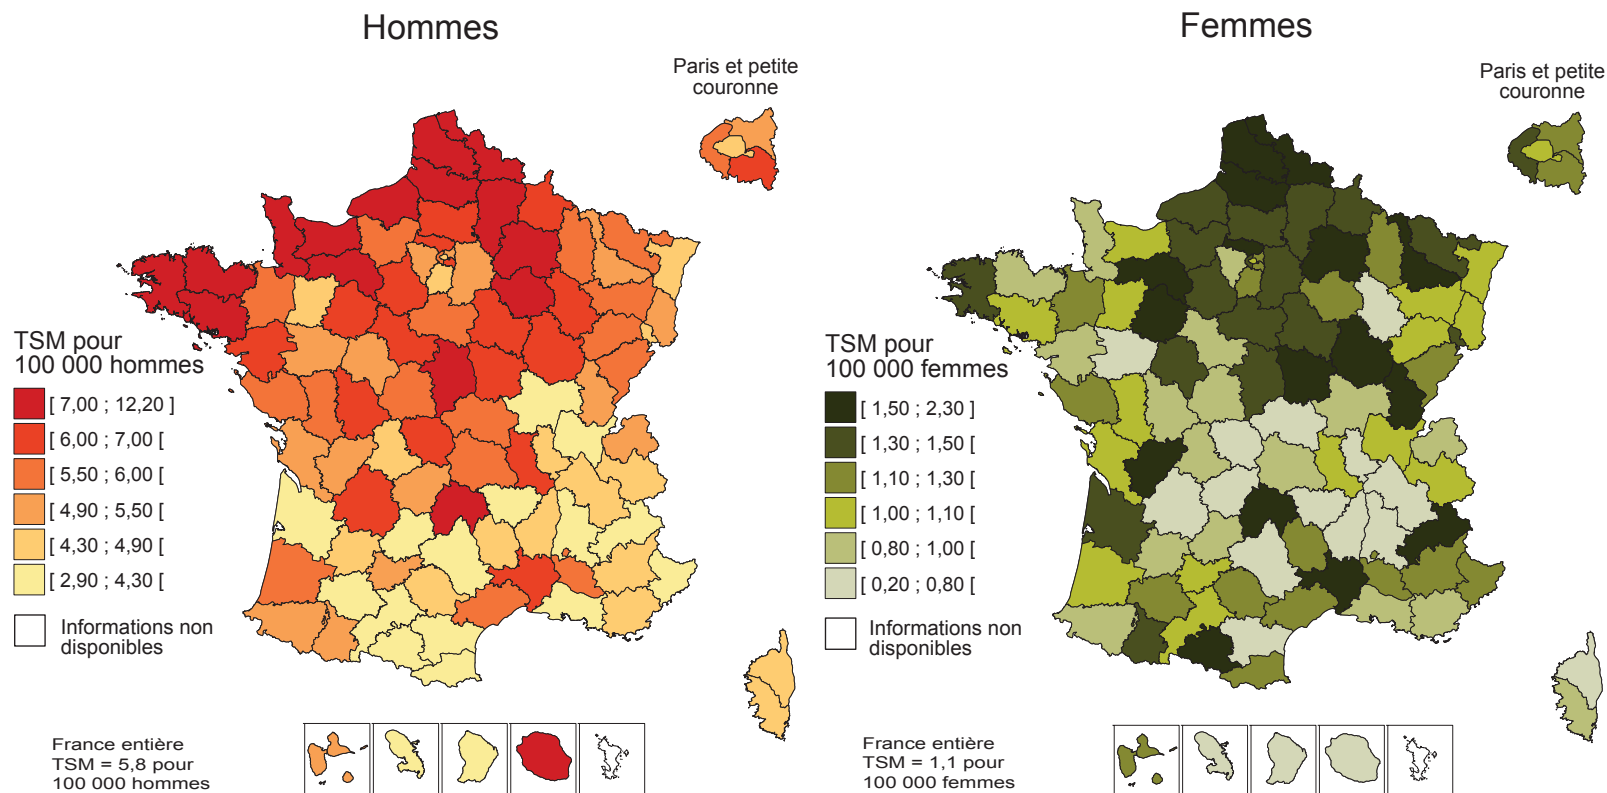 Hommes
Paris et petite
couronne
TSM pour
100 000 hommes
[ 7,00 ; 12,20 ]
[ 6,00 ; 7,00 [
[ 5,50 ; 6,00 [
[ 4,90 ; 5,50 [
[ 4,30 ; 4,90 [
[ 2,90 ; 4,30 [
Informations non
disponibles
France entière
TSM = 5,8 pour
100 000 hommes
Femmes
Paris et petite
couronne
TSM pour
100 000 femmes
[ 1,50 ; 2,30 ]
[ 1,30 ; 1,50 [
[ 1,10 ; 1,30 [
[ 1,00 ; 1,10 [
[ 0,80 ; 1,00 [
[ 0,20 ; 0,80 [
Informations non
disponibles
France entière
TSM = 1,1 pour
100 000 femmes